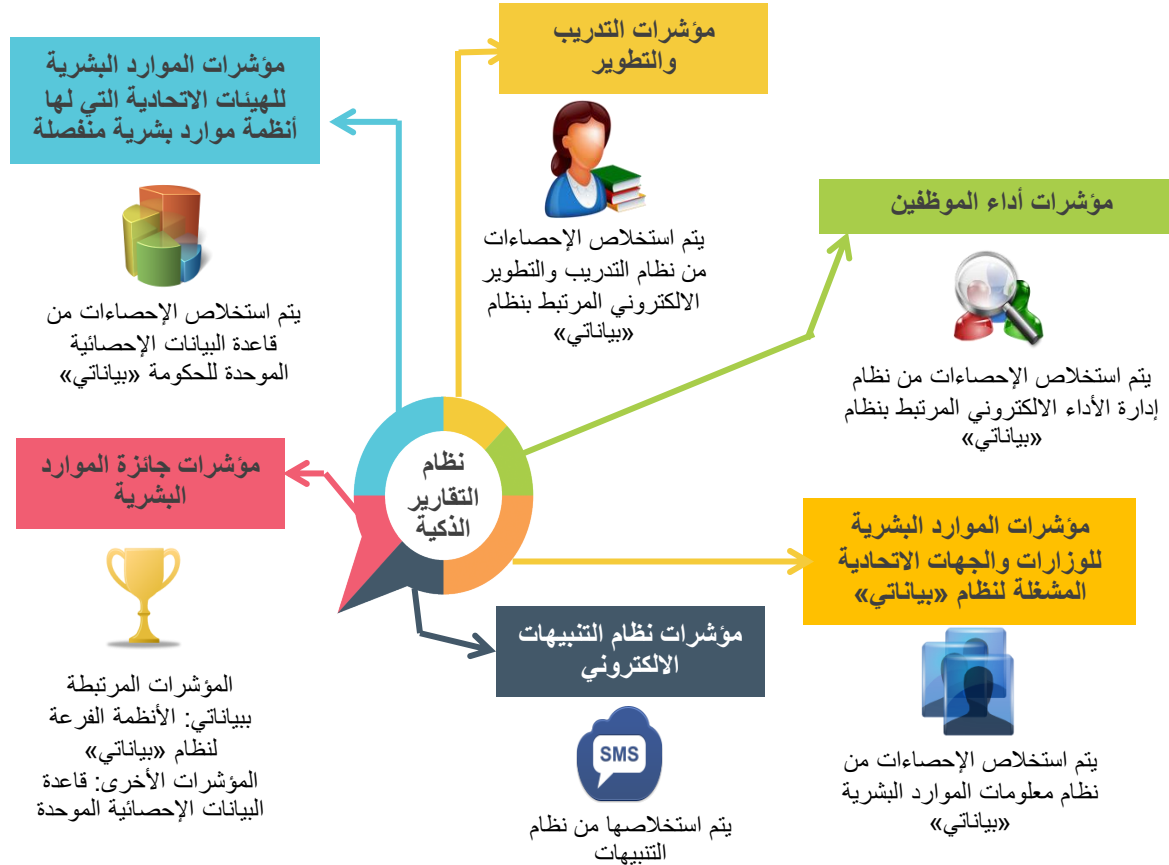 مؤشرات التدريب
والتطوير
يتم استخلاص الإحصاءات
من نظام التدريب والتطوير
الالكتروني المرتبط بنظام
«بياناتي»
مؤشرات الموارد البشرية
للهيئات الاتحادية التي لها
أنظمة موارد بشرية منفصلة
يتم استخلاص الإحصاءات من
قاعدة البيانات الإحصائية
الموحدة للحكومة «بياناتي»
مؤشرات أداء الموظفين
يتم استخلاص الإحصاءات من نظام
إدارة الأداء الالكتروني المرتبط بنظام
«بياناتي»
نظام
التقارير
الذكية
مؤشرات جائزة الموارد
البشرية
المؤشرات المرتبطة
ببياناتي: الأنظمة الفرعة
لنظام «بياناتي»
المؤشرات الأخرى: قاعدة
البيانات الإحصائية الموحدة
مؤشرات الموارد البشرية
للوزارات والجهات الاتحادية
المشغلة لنظام «بياناتي»
يتم استخلاص الإحصاءات من
نظام معلومات الموارد البشرية
«بياناتي»
مؤشرات نظام التنبيهات
الالكتروني
SMS
يتم استخلاصها من نظام
التنبيهات